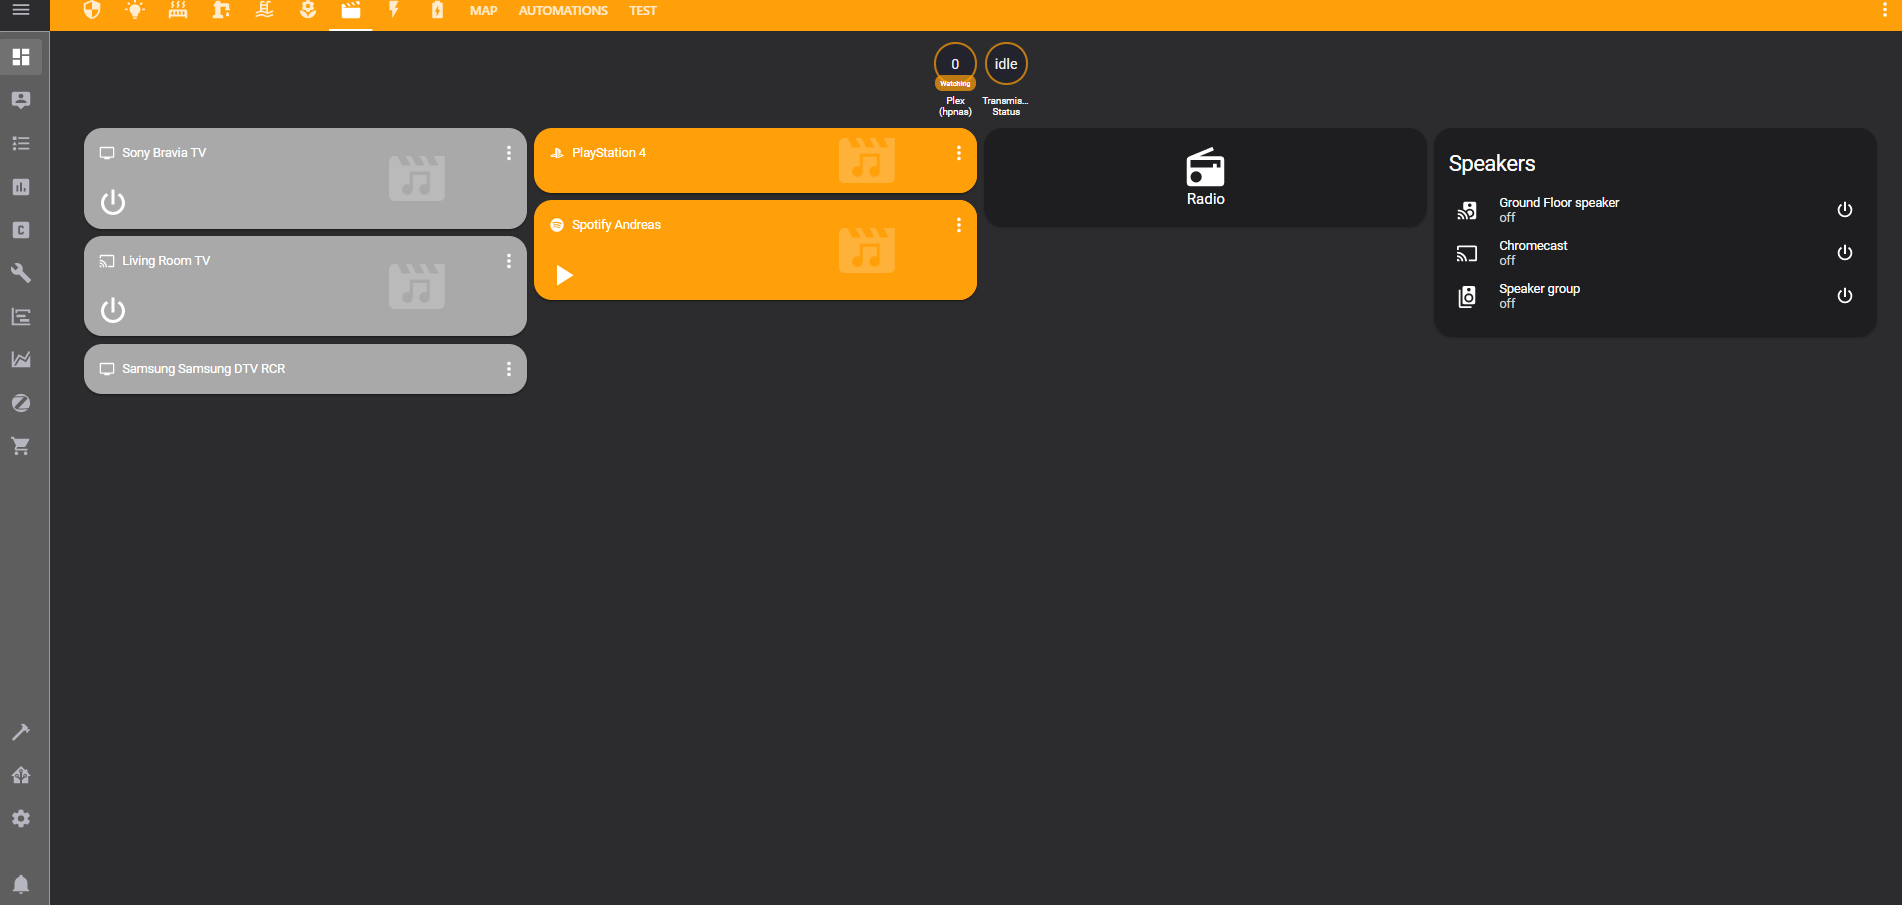 MAP
AUTOMATIONS
TEST
0
Watching
Plex
(hpnas)
idle
Transmis...
Status
Sony Bravia TV
Living Room TV
Samsung Samsung DTV RCR
PlayStation 4
Spotify Andreas
Radio
Speakers
Ground Floor speaker
off
Chromecast
off
Speaker group
off
C